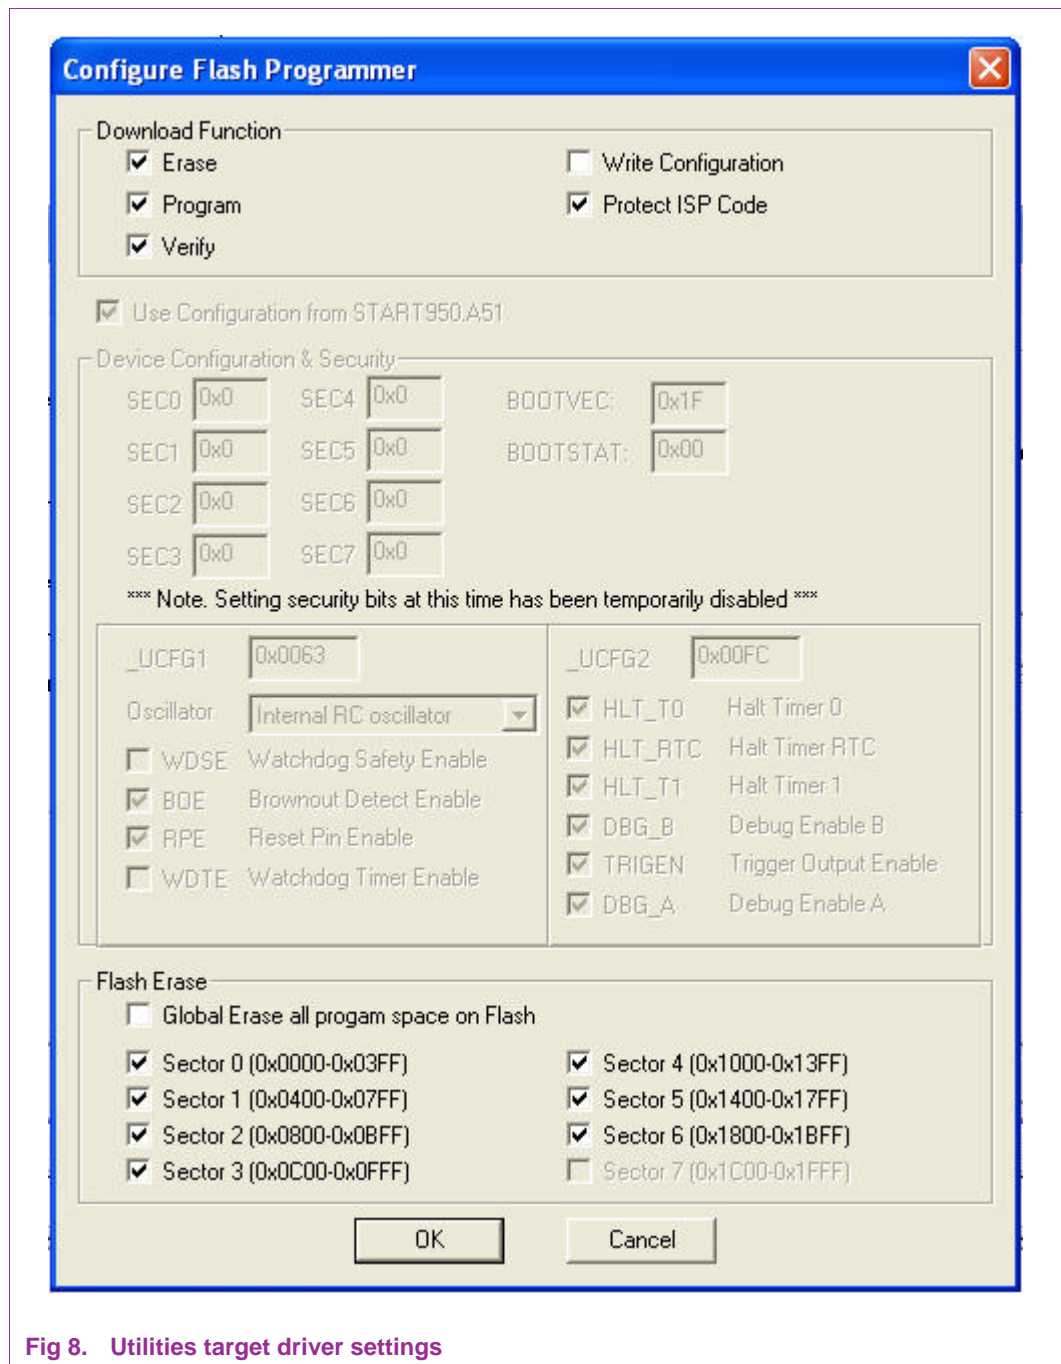 Configure Flash Programmer
Download Function
Erase
Write Configuration
Program
Protect ISP Code
Verify
Use Configuration from START950.A51
Device Configuration & Security
SEC0 0x0 SEC4 0x0 BOOTVEC: 0x1F
SEC1 0x0 SEC5 0x0 BOOTSTAT: 0x00
SEC2 0x0 SEC6 0x0
SEC3 0x0 SEC7 0x0
*** Note. Setting security bits at this time has been temporarily disabled ***
_UCFG1 0x0063
Oscillator Internal RC oscillator
WDSE Watchdog Safety Enable
BOE Brownout Detect Enable
RPE Reset Pin Enable
WDTE Watchdog Timer Enable
_UCFG2 0x00FC
HLT_T0 Halt Timer 0
HLT_RTC Halt Timer RTC
HLT_T1 Halt Timer 1
DBG_B Debug Enable B
TRIGEN Trigger Output Enable
DBG_A Debug Enable A
Flash Erase
Global Erase all progam space on Flash
Sector 0 (0x0000-0x03FF)
Sector 1 (0x0400-0x07FF)
Sector 2 (0x0800-0x0BFF)
Sector 3 (0x0C00-0x0FFF)
Sector 4 (0x1000-0x13FF)
Sector 5 (0x1400-0x17FF)
Sector 6 (0x1800-0x1BFF)
Sector 7 (0x1C00-0x1FFF)
OK Cancel
Fig 8. Utilities target driver settings